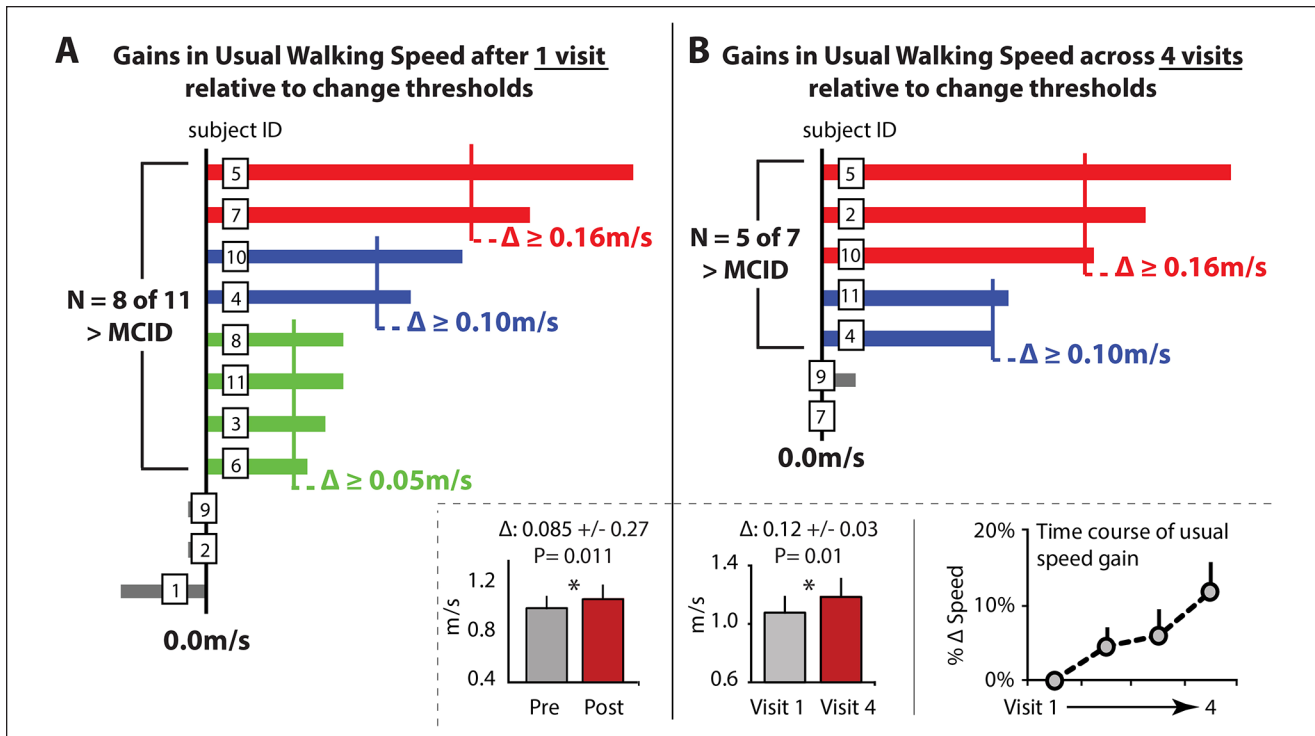 A
Gains in Usual Walking Speed after 1 visit
relative to change thresholds
subject ID
5
7
Δ ≥ 0.16m/s
10
4
Δ ≥ 0.10m/s
N = 8 of 11
> MCID
8
11
3
6
Δ ≥ 0.05m/s
9
2
1
0.0m/s
Δ: 0.085 +/- 0.27
P= 0.011
*
m/s
1.2
0.8
0.4
Pre Post
B
Gains in Usual Walking Speed across 4 visits
relative to change thresholds
subject ID
5
2
10
Δ ≥ 0.16m/s
N = 5 of 7
> MCID
11
4
Δ ≥ 0.10m/s
9
7
0.0m/s
Δ: 0.12 +/- 0.03
P= 0.01
*
m/s
1.4
1.0
0.6
Visit 1 Visit 4
Time course of usual
speed gain
% Δ Speed
20%
10%
0%
Visit 1 4